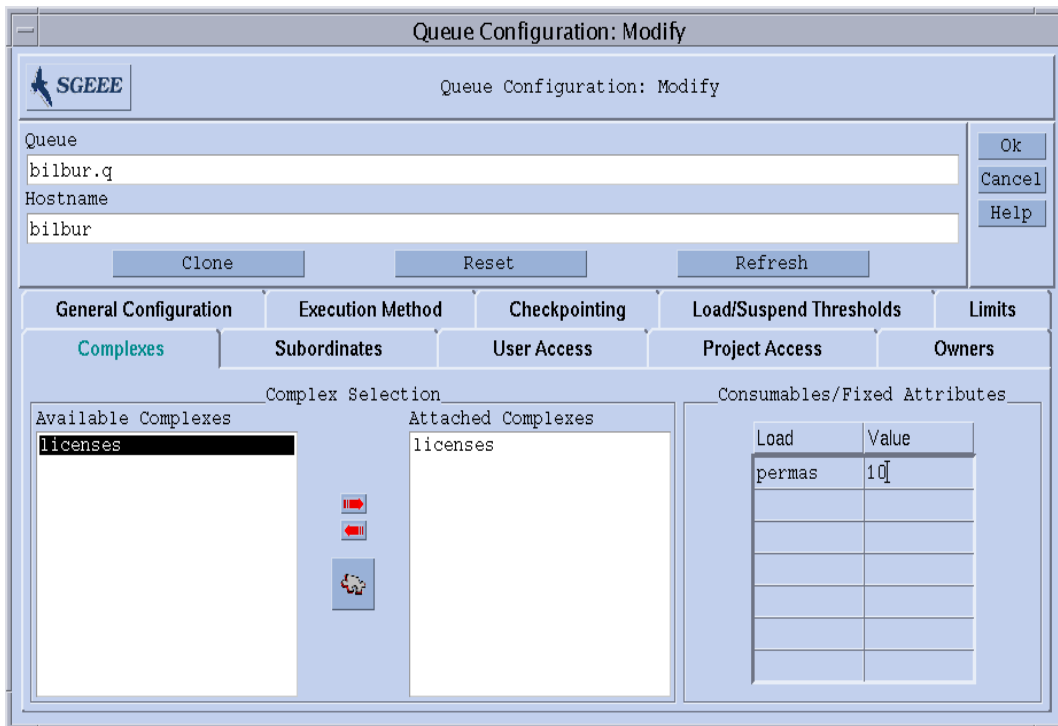 Queue Configuration: Modify
SGEEE
Queue Configuration: Modify
Queue
bilbur.q
Hostname
bilbur
Ok
Cancel
Help
Clone Reset Refresh
General Configuration Execution Method Checkpointing Load/Suspend Thresholds Limits
Complexes Subordinates User Access Project Access Owners
Complex Selection
Available Complexes
licenses
Attached Complexes
licenses
Consumables/Fixed Attributes
Load Value
permas 10